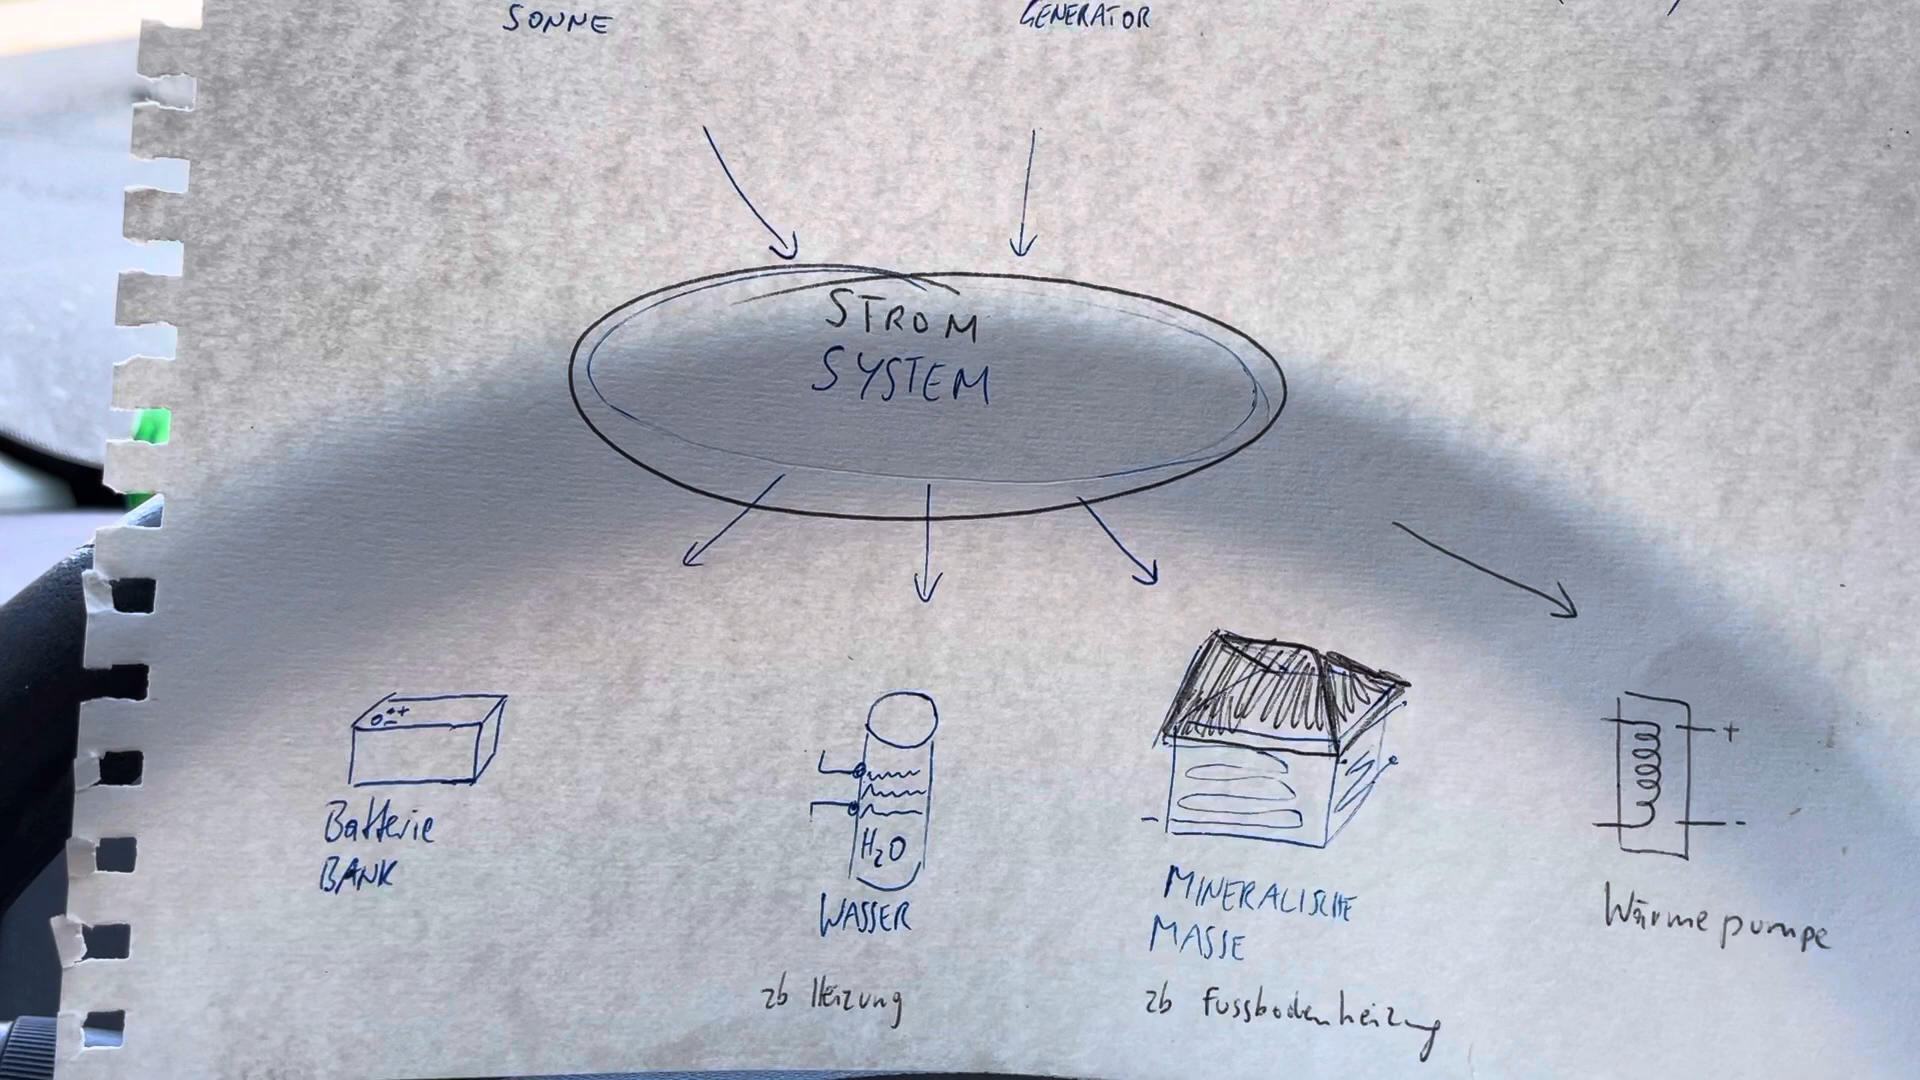 SONNE
GENERATOR
STROM
SYSTEM
Batterie
BANK
H₂O
WASSER
zb Heizung
MINERALISCHE
MASSE
zb Fussbodenheizung
+
-
Wärmepumpe